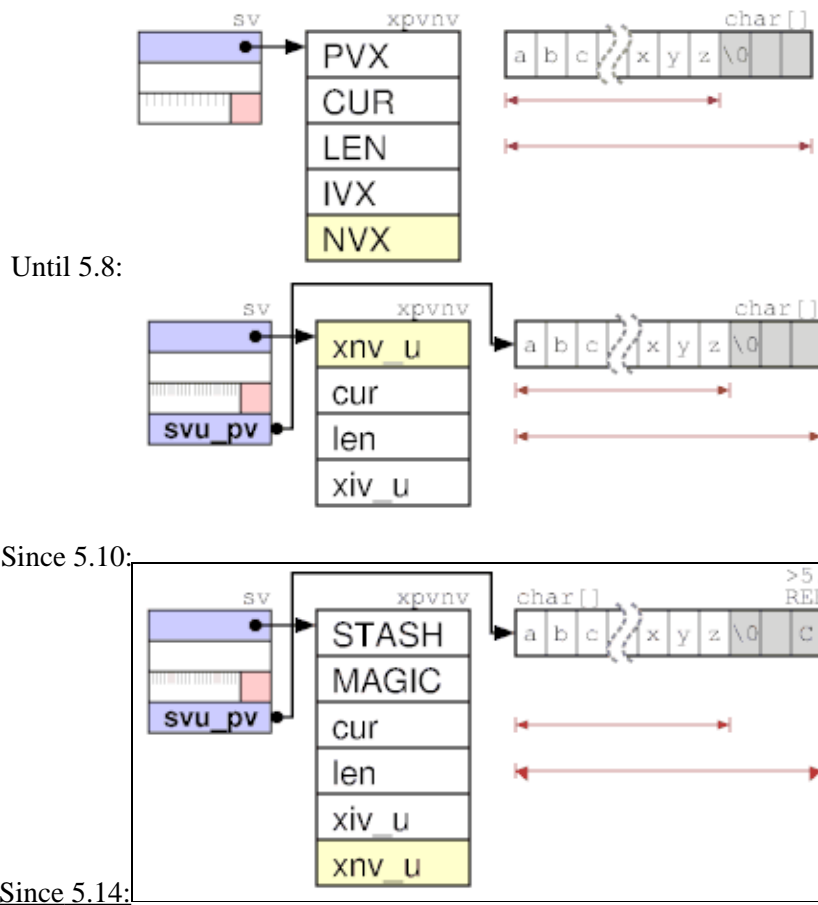 sv xpvnv char[]
PVX a b c x y z \0
CUR
LEN
IVX
NVX
Until 5.8:
sv xpvnv char[]
xnv_u a b c x y z \0
cur
svu_pv len
xiv_u
Since 5.10:
>5
sv xpvnv char[]
STASH a b c x y z \0 C
MAGIC
svu_pv cur
len
xiv_u
xnv_u
Since 5.14: